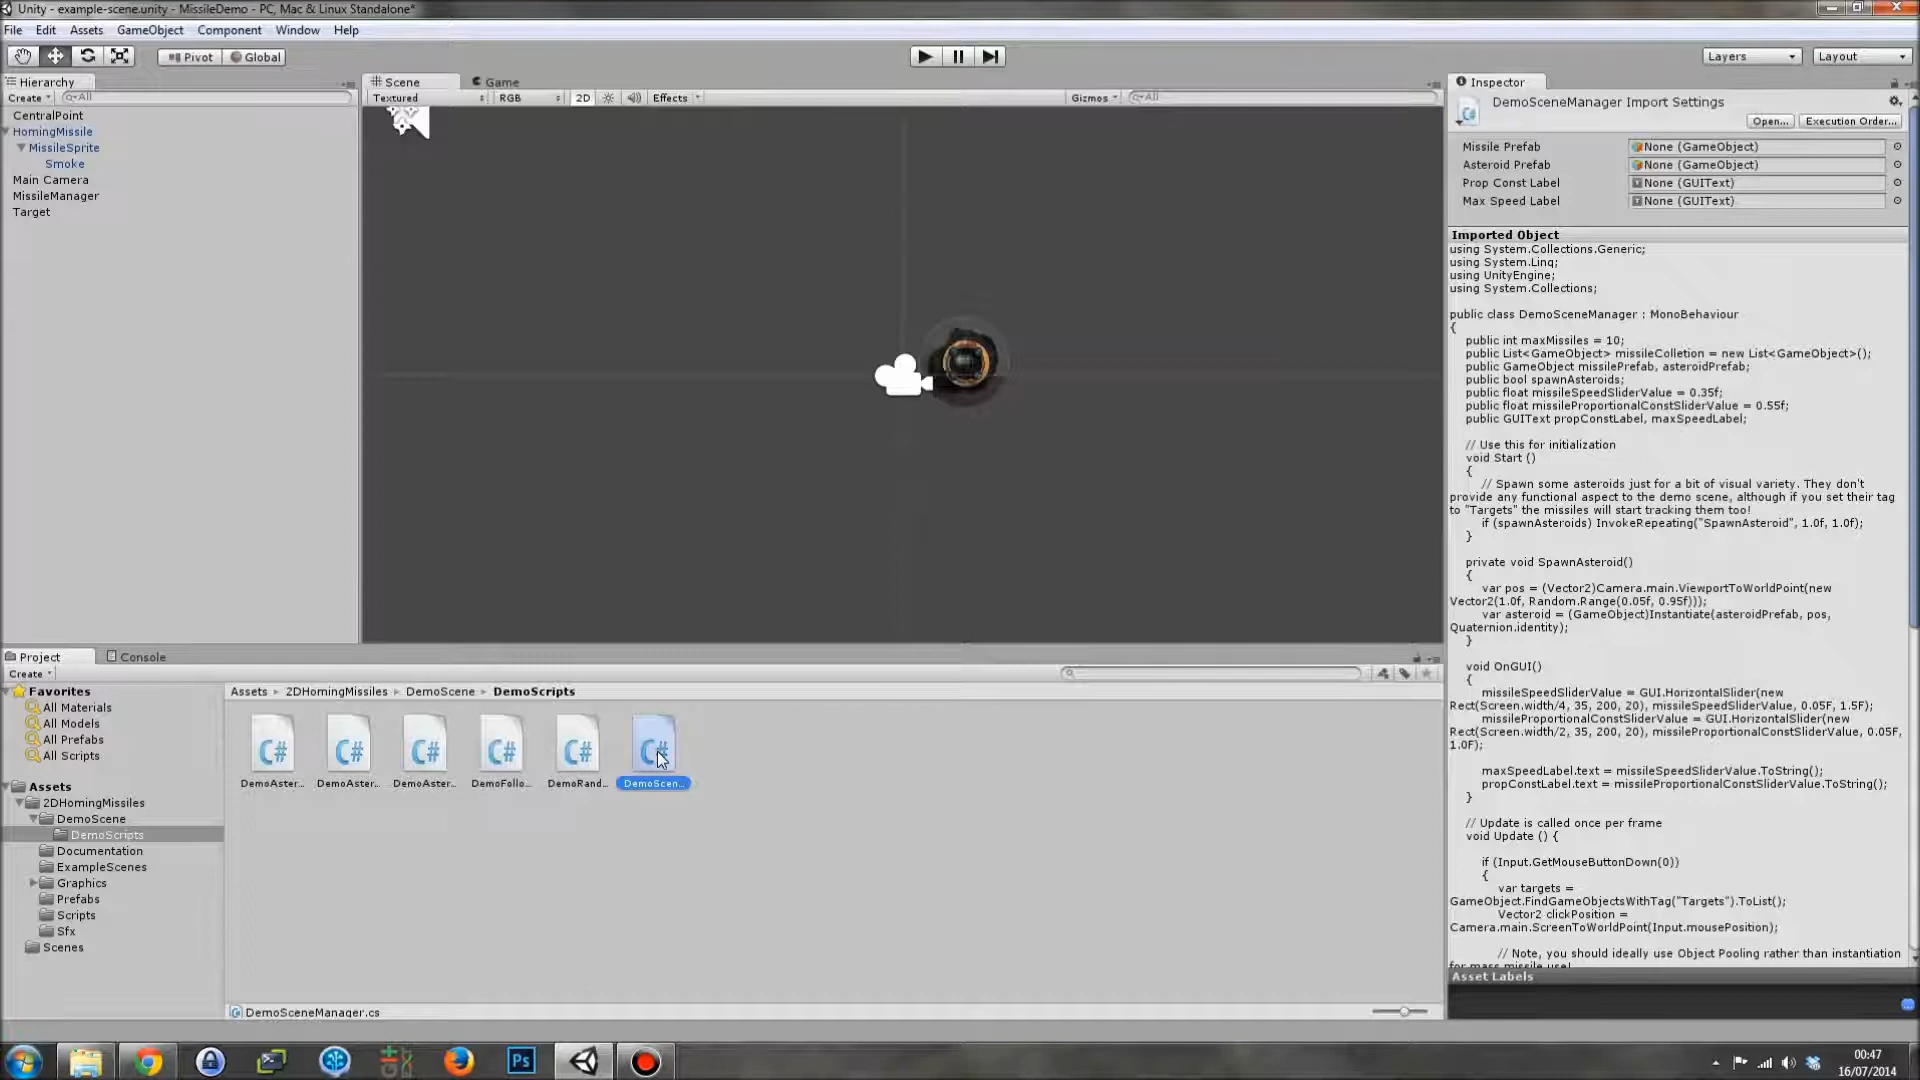 Unity - example-scene.unity - MissileDemo - PC, Mac & Linux Standalone*
File Edit Assets GameObject Component Window Help
Pivot Global
Layers Layout
Hierarchy
Create All
CentralPoint
HomingMissile
MissileSprite
Smoke
Main Camera
MissileManager
Target
Scene Game
Textured RGB 2D Effects Gizmos All
Inspector
DemoSceneManager Import Settings
Open... Execution Order...
Missile Prefab None (GameObject)
Asteroid Prefab None (GameObject)
Prop Const Label None (GUIText)
Max Speed Label None (GUIText)
Imported Object
using System.Collections.Generic;
using System.Linq;
using UnityEngine;
using System.Collections;
public class DemoSceneManager : MonoBehaviour
{
public int maxMissiles = 10;
public List<GameObject> missileColletion = new List<GameObject>();
public GameObject missilePrefab, asteroidPrefab;
public bool spawnAsteroids;
public float missileSpeedSliderValue = 0.35f;
public float missileProportionalConstSliderValue = 0.55f;
public GUIText propConstLabel, maxSpeedLabel;
// Use this for initialization
void Start ()
{
// Spawn some asteroids just for a bit of visual variety. They don't
provide any functional aspect to the demo scene, although if you set their tag
to "Targets" the missiles will start tracking them too!
if (spawnAsteroids) InvokeRepeating("SpawnAsteroid", 1.0f, 1.0f);
}
private void SpawnAsteroid()
{
var pos = (Vector2)Camera.main.ViewportToWorldPoint(new
Vector2(1.0f, Random.Range(0.05f, 0.95f)));
var asteroid = (GameObject)Instantiate(asteroidPrefab, pos,
Quaternion.identity);
}
void OnGUI()
{
missileSpeedSliderValue = GUI.HorizontalSlider(new
Rect(Screen.width/4, 35, 200, 20), missileSpeedSliderValue, 0.05F, 1.5F);
missileProportionalConstSliderValue = GUI.HorizontalSlider(new
Rect(Screen.width/2, 35, 200, 20), missileProportionalConstSliderValue, 0.05F,
1.0F);
maxSpeedLabel.text = missileSpeedSliderValue.ToString();
propConstLabel.text = missileProportionalConstSliderValue.ToString();
}
// Update is called once per frame
void Update () {
if (Input.GetMouseButtonDown(0))
{
var targets =
GameObject.FindGameObjectsWithTag("Targets").ToList();
Vector2 clickPosition =
Camera.main.ScreenToWorldPoint(Input.mousePosition);
// Note, you should ideally use Object Pooling rather than instantiation
for mass missile use!
Asset Labels
Project Console
Create
Favorites
All Materials
All Models
All Prefabs
All Scripts
Assets
2DHomingMissiles
DemoScene
DemoScripts
Documentation
ExampleScenes
Graphics
Prefabs
Scripts
Sfx
Scenes
Assets 2DHomingMissiles DemoScene DemoScripts
C# C# C# C# C# C#
DemoAster... DemoAster... DemoAster... DemoFollo... DemoRand... DemoScen...
DemoSceneManager.cs
Ps
00:47
16/07/2014